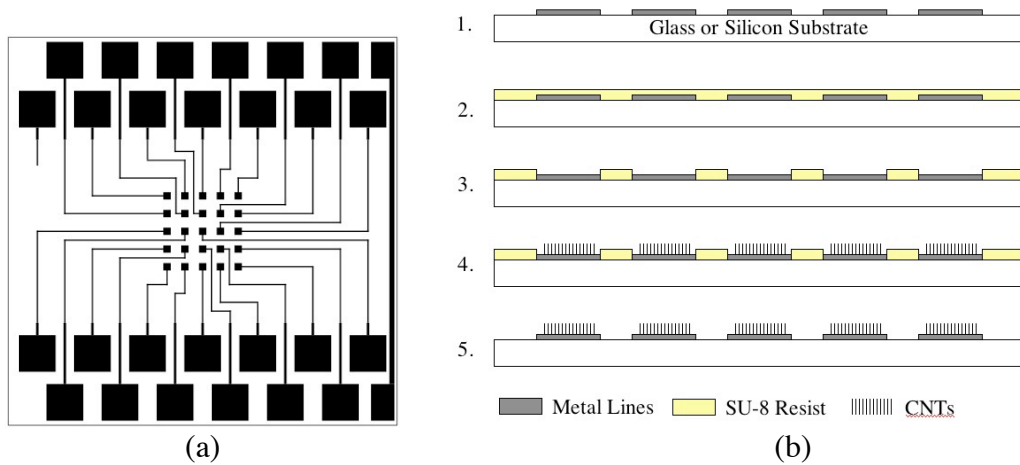 1.
Glass or Silicon Substrate
2.
3.
4.
5.
Metal Lines
SU-8 Resist
CNTs
(a)
(b)